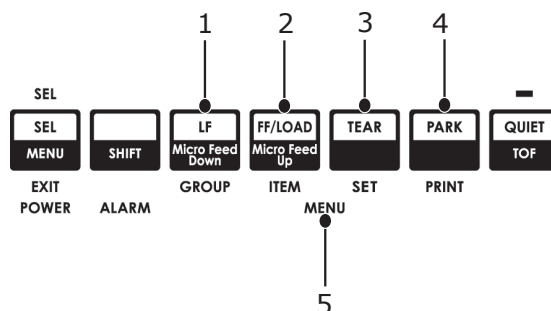 1 2 3 4
SEL
SEL LF FF/LOAD TEAR PARK QUIET
MENU SHIFT Micro Feed Down Micro Feed Up TOF
EXIT GROUP ITEM SET PRINT
POWER ALARM MENU
5